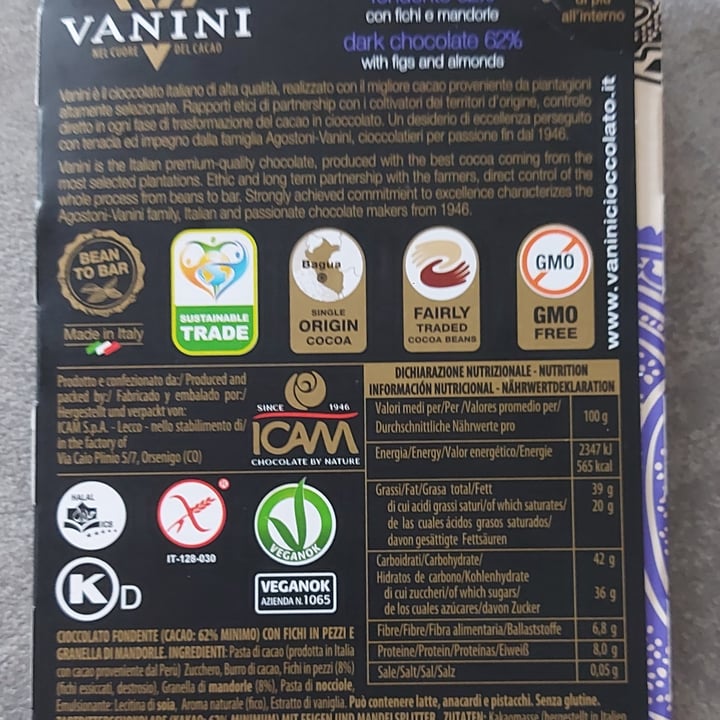 VANINI
NEL CUORE DEL CACAO
con fichi e mandorle
dark chocolate 62%
with figs and almonds
all'interno
Vanini è il cioccolato italiano di alta qualità, realizzato con il migliore cacao proveniente da piantagioni
altamente selezionate. Rapporti etici di partnership con i coltivatori dei territori d'origine, controllo
diretto in ogni fase di trasformazione del cacao in cioccolato. Un desiderio di eccellenza perseguito
con tenacia ed impegno dalla famiglia Agostoni-Vanini, cioccolatieri per passione fin dal 1946.
Vanini is the Italian premium-quality chocolate, produced with the best cocoa coming from the
most selected plantations. Ethic and long term partnership with the farmers, direct control of the
whole process from beans to bar. Strongly achieved commitment to excellence characterizes the
Agostoni-Vanini family, Italian and passionate chocolate makers from 1946.
www.vaninicioccolato.it
BEAN
TO BAR
Made in Italy
SUSTAINABLE
TRADE
Bagua
SINGLE
ORIGIN
COCOA
FAIRLY
TRADED
COCOA BEANS
GMO
GMO
FREE
Prodotto e confezionato da:/ Produced and
packed by:/ Fabricado y embalado por:/
Hergestellt und verpackt von:
ICAM S.p.A. - Lecco - nello stabilimento di/
in the factory of
Via Caio Plinio 5/7, Orsenigo (CO)
SINCE 1946
ICAM
CHOCOLATE BY NATURE
HALAL
ICS
IT-128-030
VEGANOK
K D
VEGANOK
AZIENDA N.1065
DICHIARAZIONE NUTRIZIONALE - NUTRITION
INFORMACIÓN NUTRICIONAL - NÄHRWERTDEKLARATION
Valori medi per/Per /Valores promedio per/
Durchschnittliche Nährwerte pro
100 g
Energia/Energy/Valor energético/Energie
2347 kJ
565 kcal
Grassi/Fat/Grasa total/Fett 39 g
di cui acidi grassi saturi/of which saturates/ 20 g
de las cuales ácidos grasos saturados/
davon gesättigte Fettsäuren
Carboidrati/Carbohydrate/ 42 g
Hidratos de carbono/Kohlenhydrate
di cui zuccheri/of which sugars/ 36 g
de los cuales azúcares/davon Zucker
Fibre/Fibre/Fibra alimentaria/Ballaststoffe 6,8 g
Proteine/Protein/Proteínas/Eiweiß 8,0 g
Sale/Salt/Sal/Salz 0,05 g
CIOCCOLATO FONDENTE (CACAO: 62% MINIMO) CON FICHI IN PEZZI E
GRANELLA DI MANDORLE. INGREDIENTI: Pasta di cacao (prodotta in Italia
con cacao proveniente dal Perù) Zucchero, Burro di cacao, Fichi in pezzi (8%)
(fichi essiccati, destrosio), Granella di mandorle (8%), Pasta di nocciole,
Emulsionante: Lecitina di soia, Aroma naturale (fico), Estratto di vaniglia. Può contenere latte, anacardi e pistacchi. Senza glutine.
ZARTBITTERSCHOKOLADE (KAKAO: 62% MINIMUM) MIT FEIGEN UND MANDELSPLITTER. ZUTATEN: Kakaomasse (hergestellt in Italien